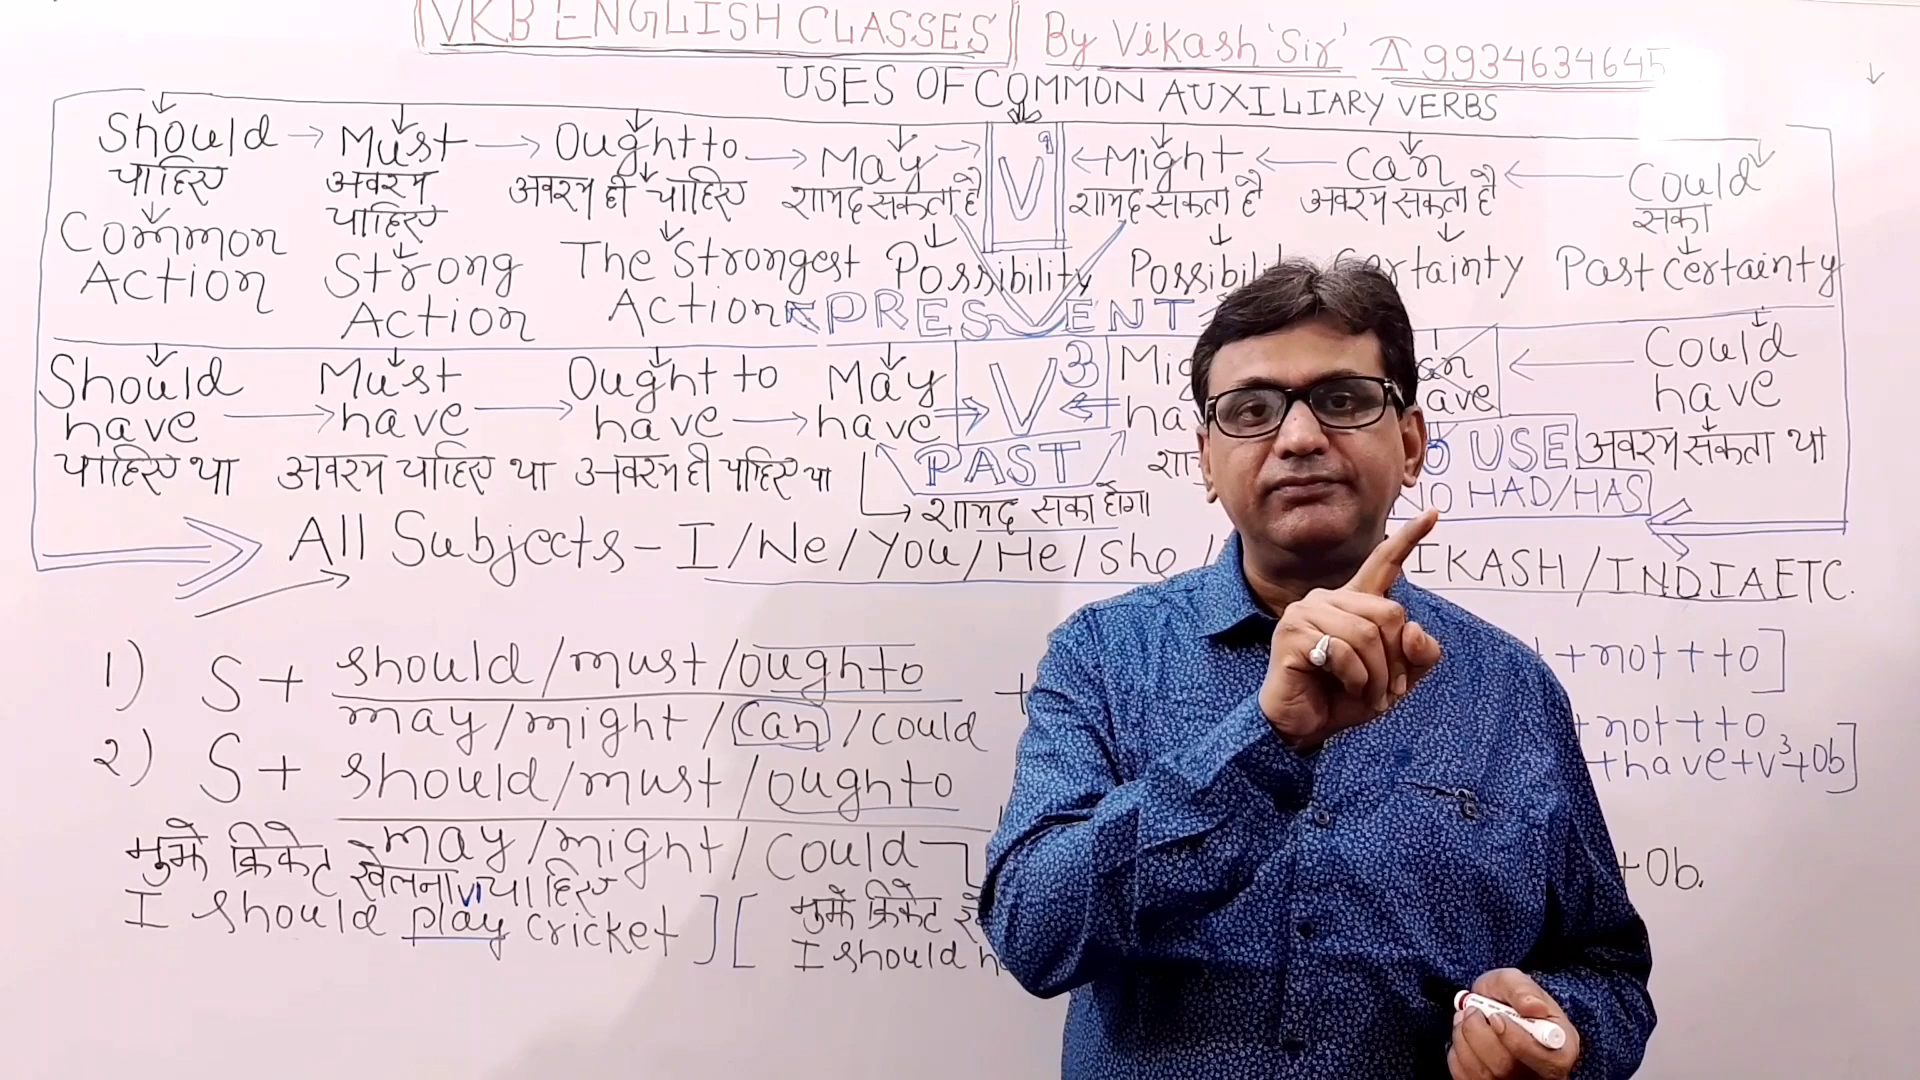 VKB ENGLISH CLASSES By Vikash 'Sir' 9934634645
USES OF COMMON AUXILIARY VERBS
Should → Must → Ought to → May → V¹ ← Might ← Can ← Could
चाहिए अवश्य चाहिए अवश्य ही चाहिए शायद सकता है शायद सकता है अवश्य सकता है सका
Common Action Strong Action The Strongest Action Possibility Possibil Certainty Past Certainty
PRESENT
Should have → Must have → Ought to have → May have → V³ ← Mig ha an ave ← Could have
चाहिए था अवश्य चाहिए था अवश्य ही चाहिए था PAST शा USE अवश्य सकता था
शायद सका होगा NO HAD/HAS
All Subjects - I/We/You/He/She/ IKASH/INDIA ETC.
1) S + should/must/ought to + + not + to]
may/might/can/could
2) S + should/must/ought to + not + to
+ have + v³ + Ob]
may/might/could
+ Ob.
मुझे क्रिकेट खेलना चाहिए मुझे क्रिकेट
I should play cricket ] [ I should h